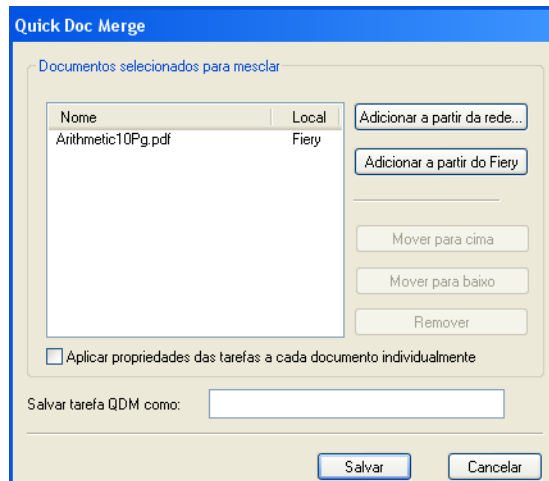 Quick Doc Merge
Documentos selecionados para mesclar
Nome Local
Arithmetic10Pg.pdf Fiery
Adicionar a partir da rede...
Adicionar a partir do Fiery
Mover para cima
Mover para baixo
Remover
Aplicar propriedades das tarefas a cada documento individualmente
Salvar tarefa QDM como:
Salvar Cancelar